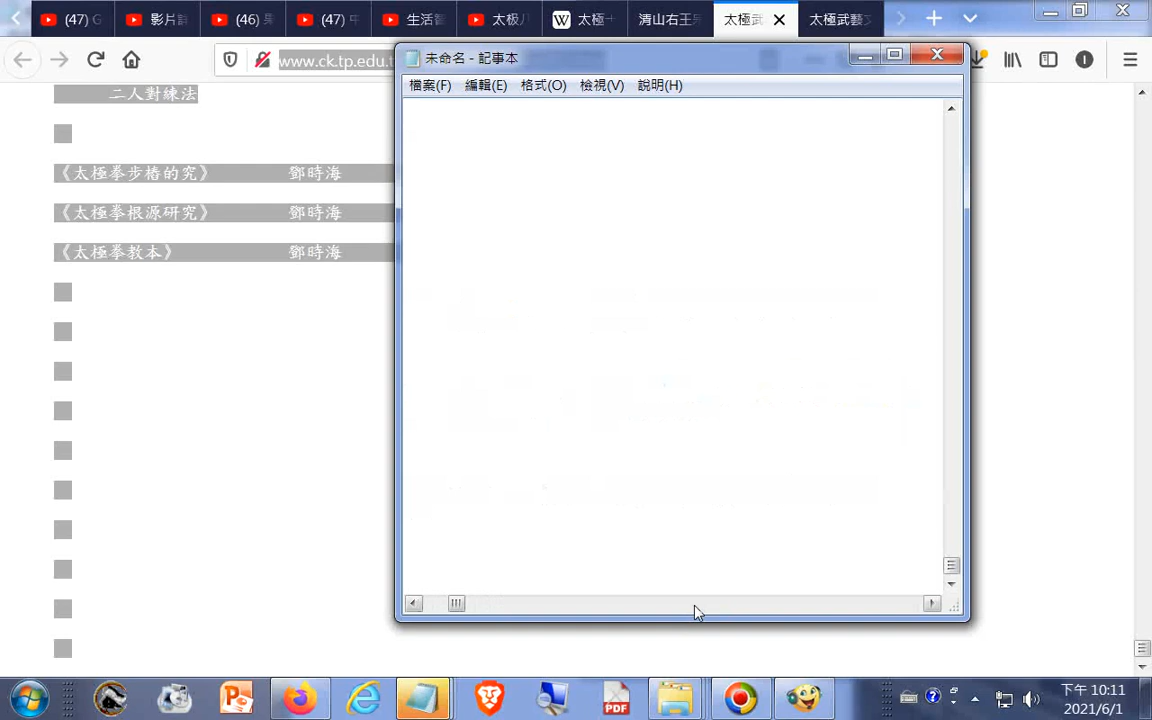 (47) G
影片
(46)
(47)
生活
太极
太極
清山右王
太極武
太極武藝
www.ck.tp.edu.t
未命名 - 記事本
檔案(F) 編輯(E) 格式(O) 檢視(V) 說明(H)
二人對練法
《太極拳步樁的究》 鄧時海
《太極拳根源研究》 鄧時海
《太極拳教本》 鄧時海
PDF
下午 10:11
2021/6/1